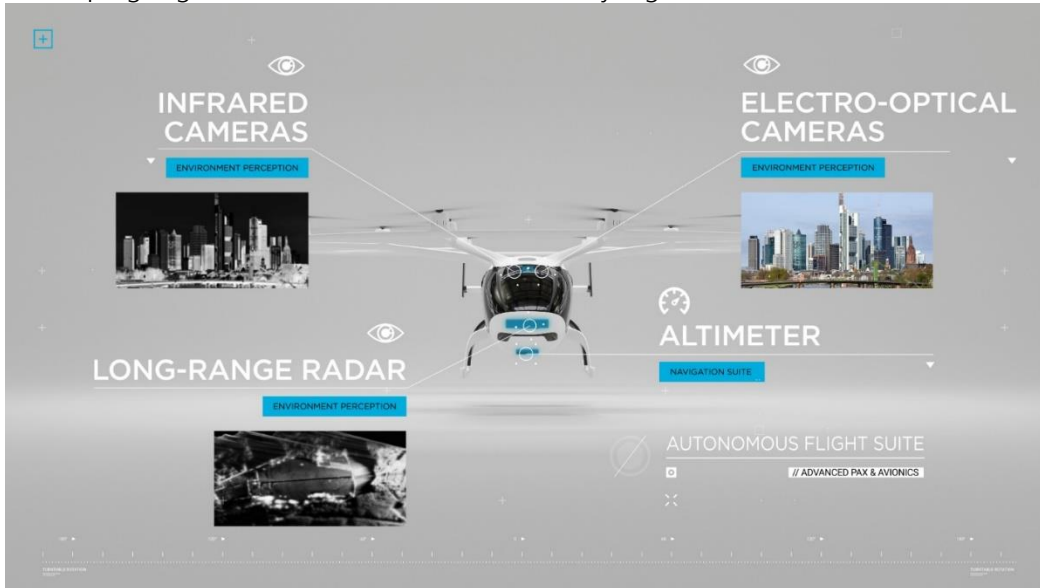 INFRARED
CAMERAS
ENVIRONMENT PERCEPTION
ELECTRO-OPTICAL
CAMERAS
ENVIRONMENT PERCEPTION
LONG-RANGE RADAR
ENVIRONMENT PERCEPTION
ALTIMETER
NAVIGATION SUITE
AUTONOMOUS FLIGHT SUITE
// ADVANCED PAX & AVIONICS